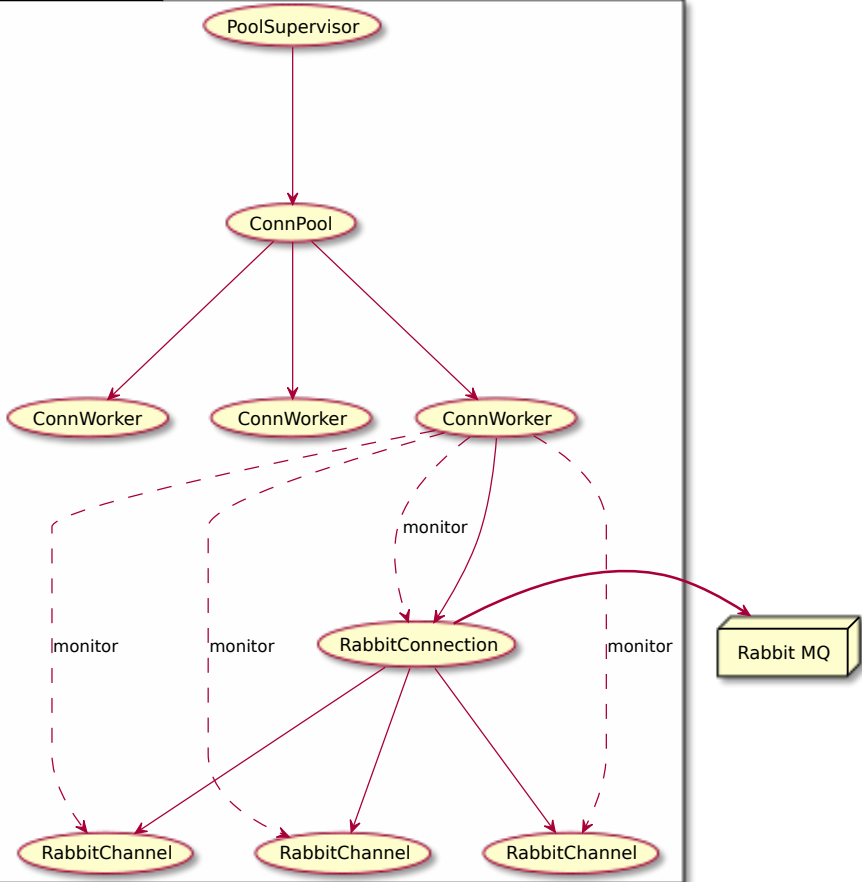 PoolSupervisor
ConnPool
ConnWorker
ConnWorker
ConnWorker
monitor
monitor
monitor
monitor
RabbitConnection
Rabbit MQ
RabbitChannel
RabbitChannel
RabbitChannel